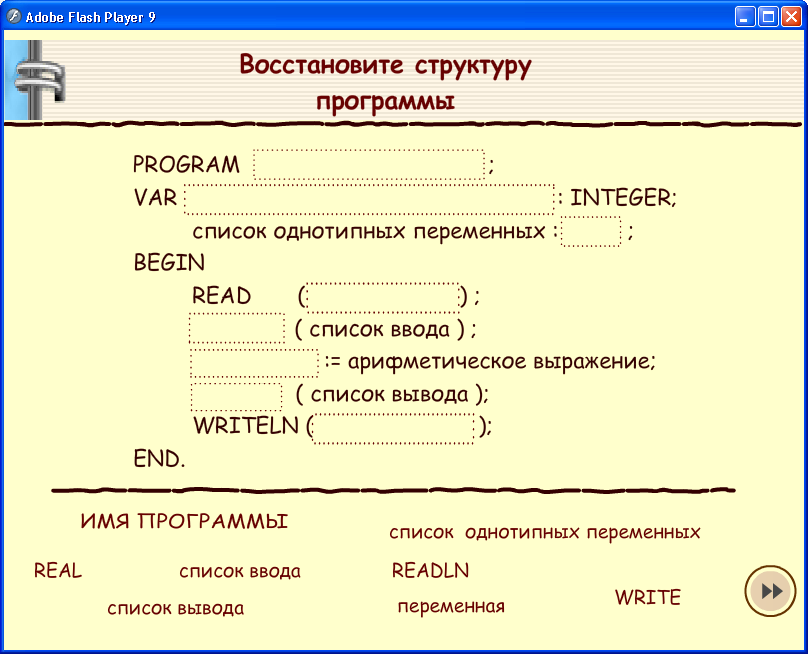 Adobe Flash Player 9
Восстановите структуру
программы
PROGRAM ;
VAR : INTEGER;
список однотипных переменных : ;
BEGIN
READ ( ) ;
( список ввода ) ;
:= арифметическое выражение;
( список вывода );
WRITELN ( );
END.
ИМЯ ПРОГРАММЫ
список однотипных переменных
REAL список ввода READLN
список вывода переменная WRITE